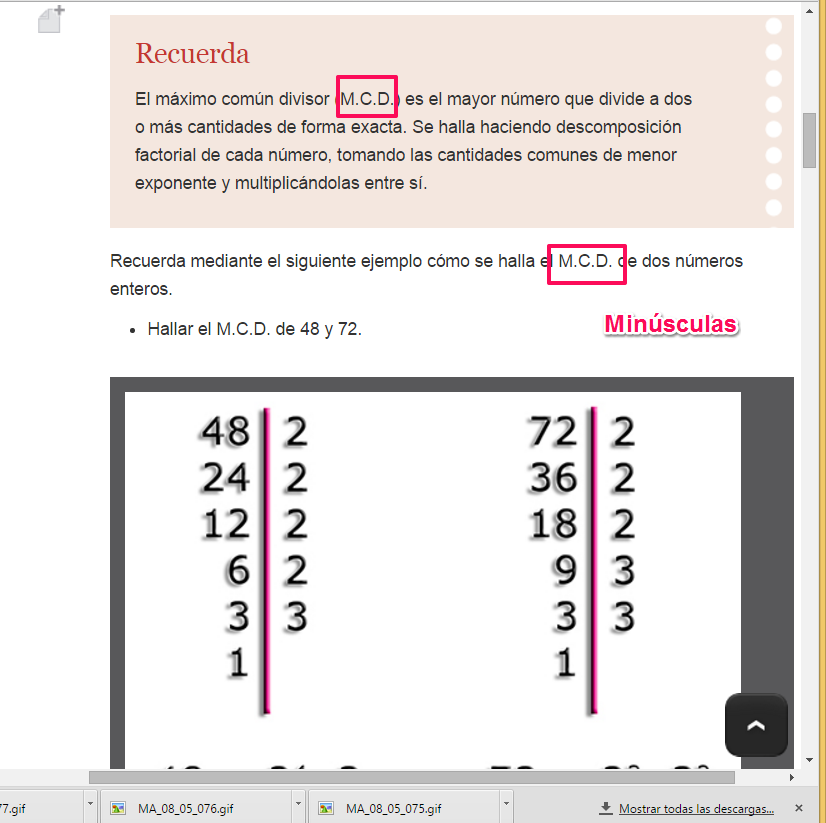 Recuerda
El máximo común divisor (M.C.D.) es el mayor número que divide a dos
o más cantidades de forma exacta. Se halla haciendo descomposición
factorial de cada número, tomando las cantidades comunes de menor
exponente y multiplicándolas entre sí.
Recuerda mediante el siguiente ejemplo cómo se halla el M.C.D. de dos números
enteros.
• Hallar el M.C.D. de 48 y 72.
Minúsculas
48 2 72 2
24 2 36 2
12 2 18 2
6 2 9 3
3 3 3 3
1 1
77.gif MA_08_05_076.gif MA_08_05_075.gif Mostrar todas las descargas...